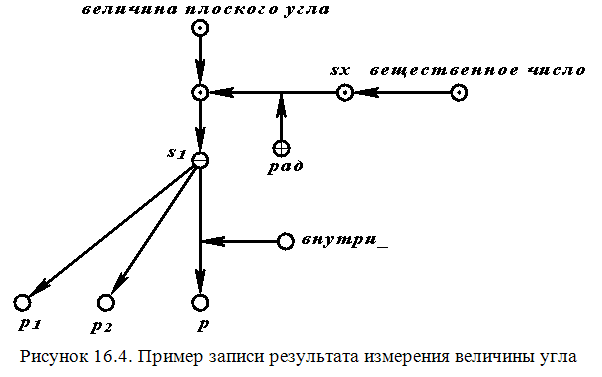 величина плоского угла
sx вещественное число
s1
рад
внутри_
p1 p2 p
Рисунок 16.4. Пример записи результата измерения величины угла